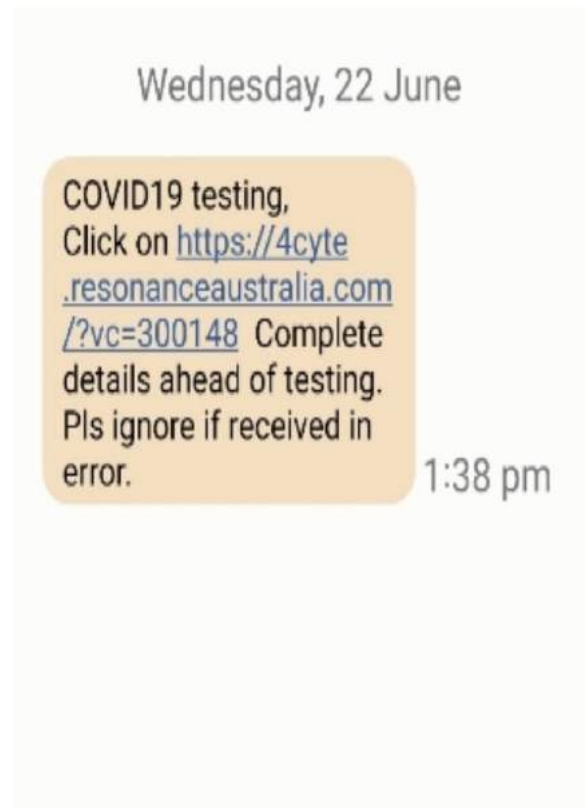 Wednesday, 22 June
COVID19 testing,
Click on https://4cyte
.resonanceaustralia.com
/?vc=300148 Complete
details ahead of testing.
Pls ignore if received in
error.
1:38 pm